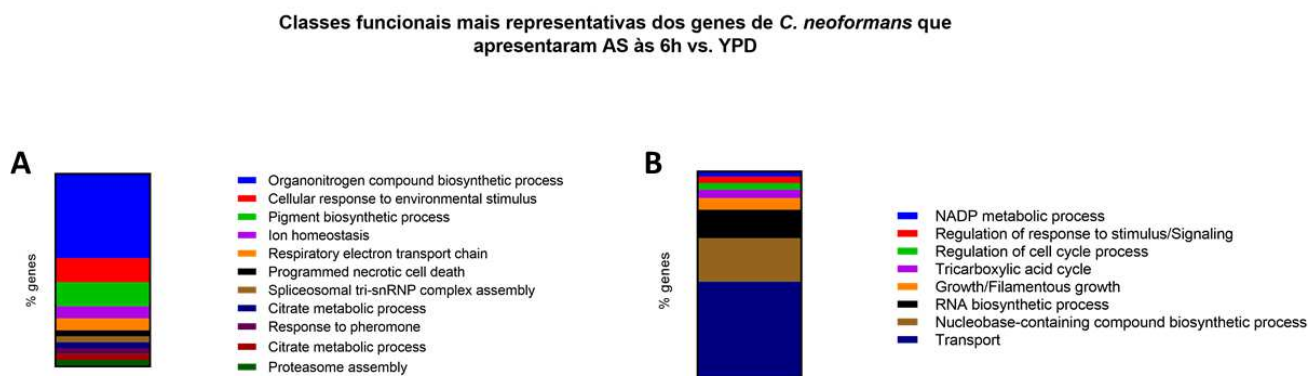 Classes funcionais mais representativas dos genes de C. neoformans que
apresentaram AS às 6h vs. YPD
A
% genes
Organonitrogen compound biosynthetic process
Cellular response to environmental stimulus
Pigment biosynthetic process
Ion homeostasis
Respiratory electron transport chain
Programmed necrotic cell death
Spliceosomal tri-snRNP complex assembly
Citrate metabolic process
Response to pheromone
Citrate metabolic process
Proteasome assembly
B
% genes
NADP metabolic process
Regulation of response to stimulus/Signaling
Regulation of cell cycle process
Tricarboxylic acid cycle
Growth/Filamentous growth
RNA biosynthetic process
Nucleobase-containing compound biosynthetic process
Transport